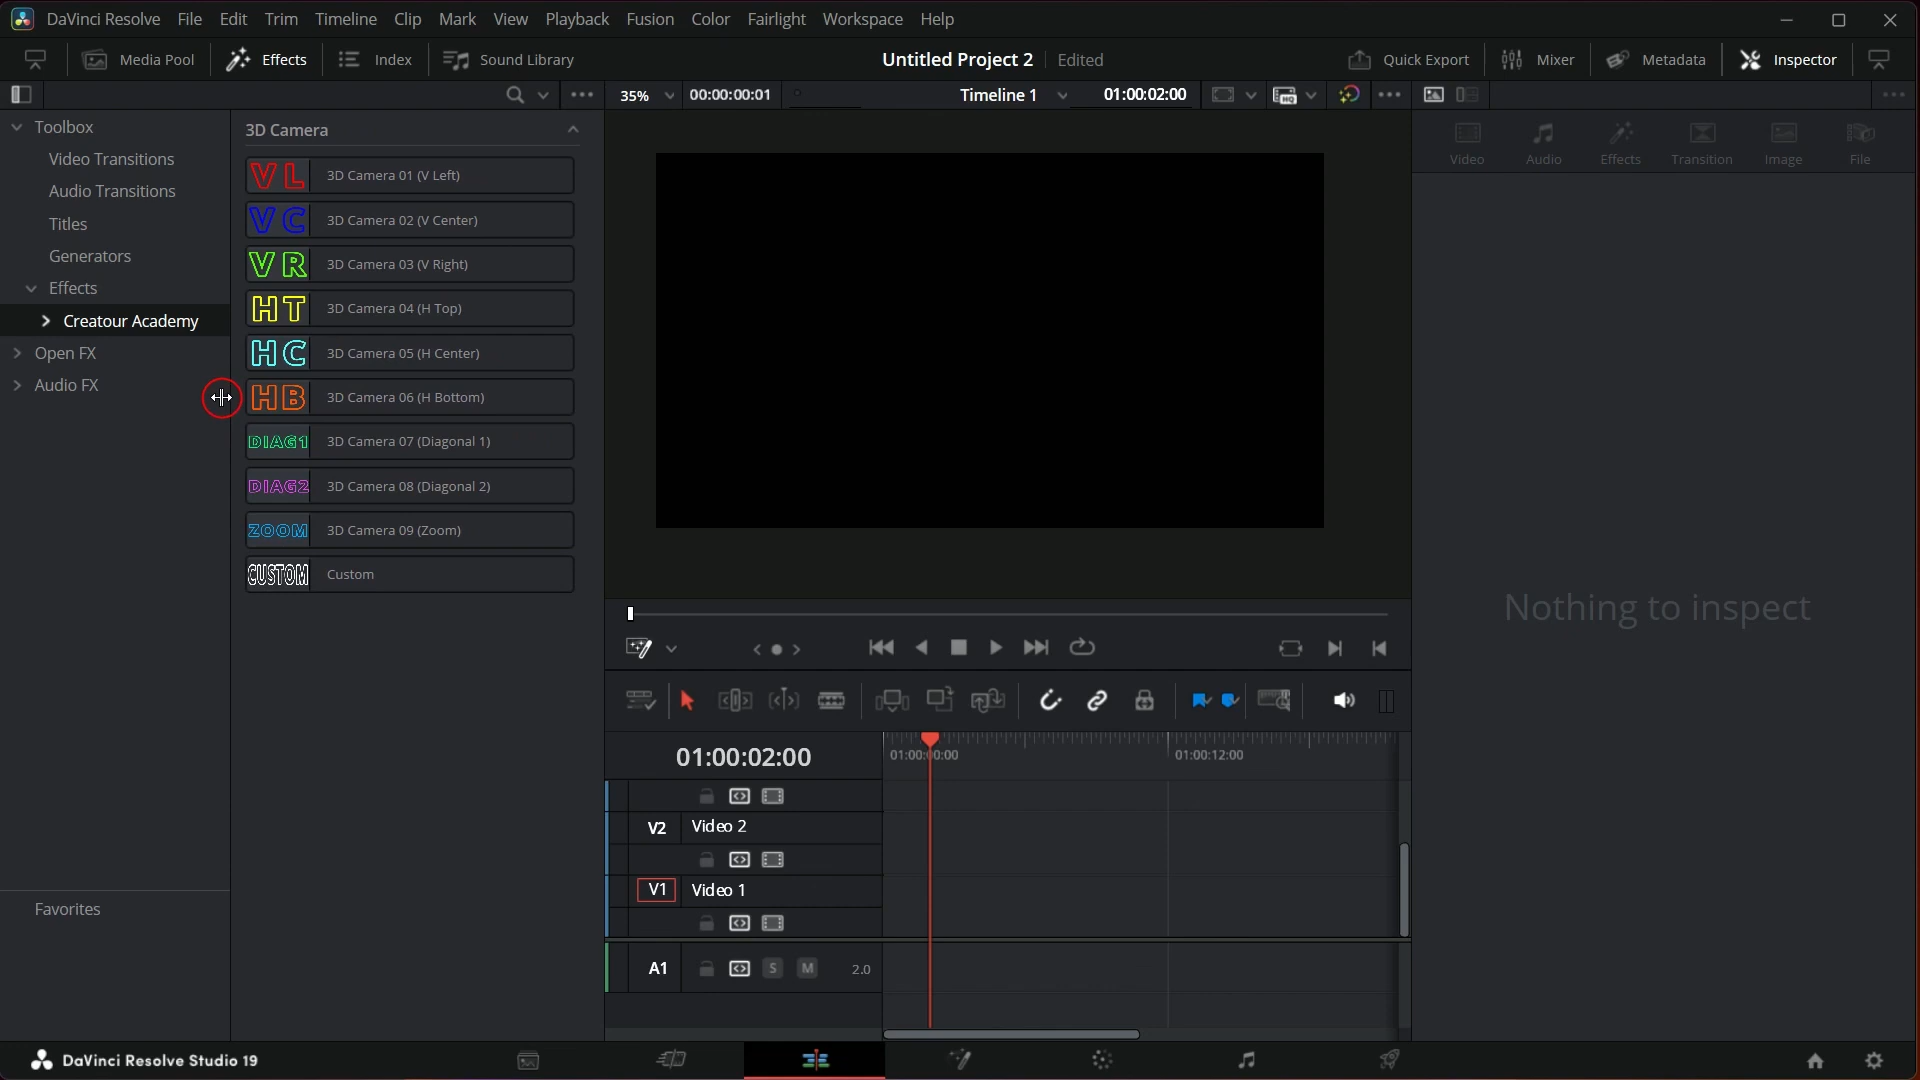 DaVinci Resolve File Edit Trim Timeline Clip Mark View Playback Fusion Color Fairlight Workspace Help
Media Pool Effects Index Sound Library Untitled Project 2 Edited Quick Export Mixer Metadata Inspector
35% 00:00:00:01 Timeline 1 01:00:02:00
Toolbox
Video Transitions
Audio Transitions
Titles
Generators
Effects
Creatour Academy
Open FX
Audio FX
Favorites
3D Camera
VL 3D Camera 01 (V Left)
VC 3D Camera 02 (V Center)
VR 3D Camera 03 (V Right)
HT 3D Camera 04 (H Top)
HC 3D Camera 05 (H Center)
HB 3D Camera 06 (H Bottom)
DIAG1 3D Camera 07 (Diagonal 1)
DIAG2 3D Camera 08 (Diagonal 2)
ZOOM 3D Camera 09 (Zoom)
CUSTOM Custom
Video Audio Effects Transition Image File
Nothing to inspect
01:00:02:00 01:00:00:00 01:00:12:00
V2 Video 2
V1 Video 1
A1 S M 2.0
DaVinci Resolve Studio 19